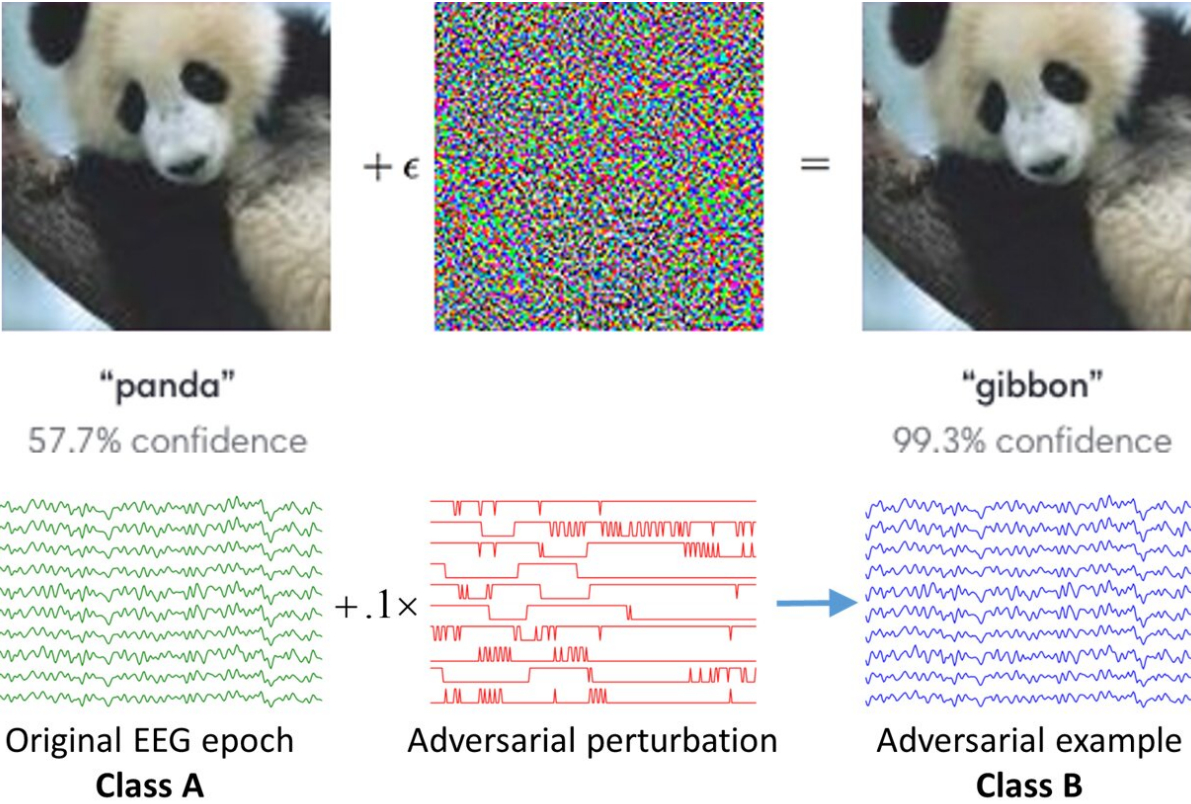 + ϵ
=
“panda”
“gibbon”
57.7% confidence
99.3% confidence
+.1×
Original EEG epoch
Adversarial perturbation
Adversarial example
Class A
Class B